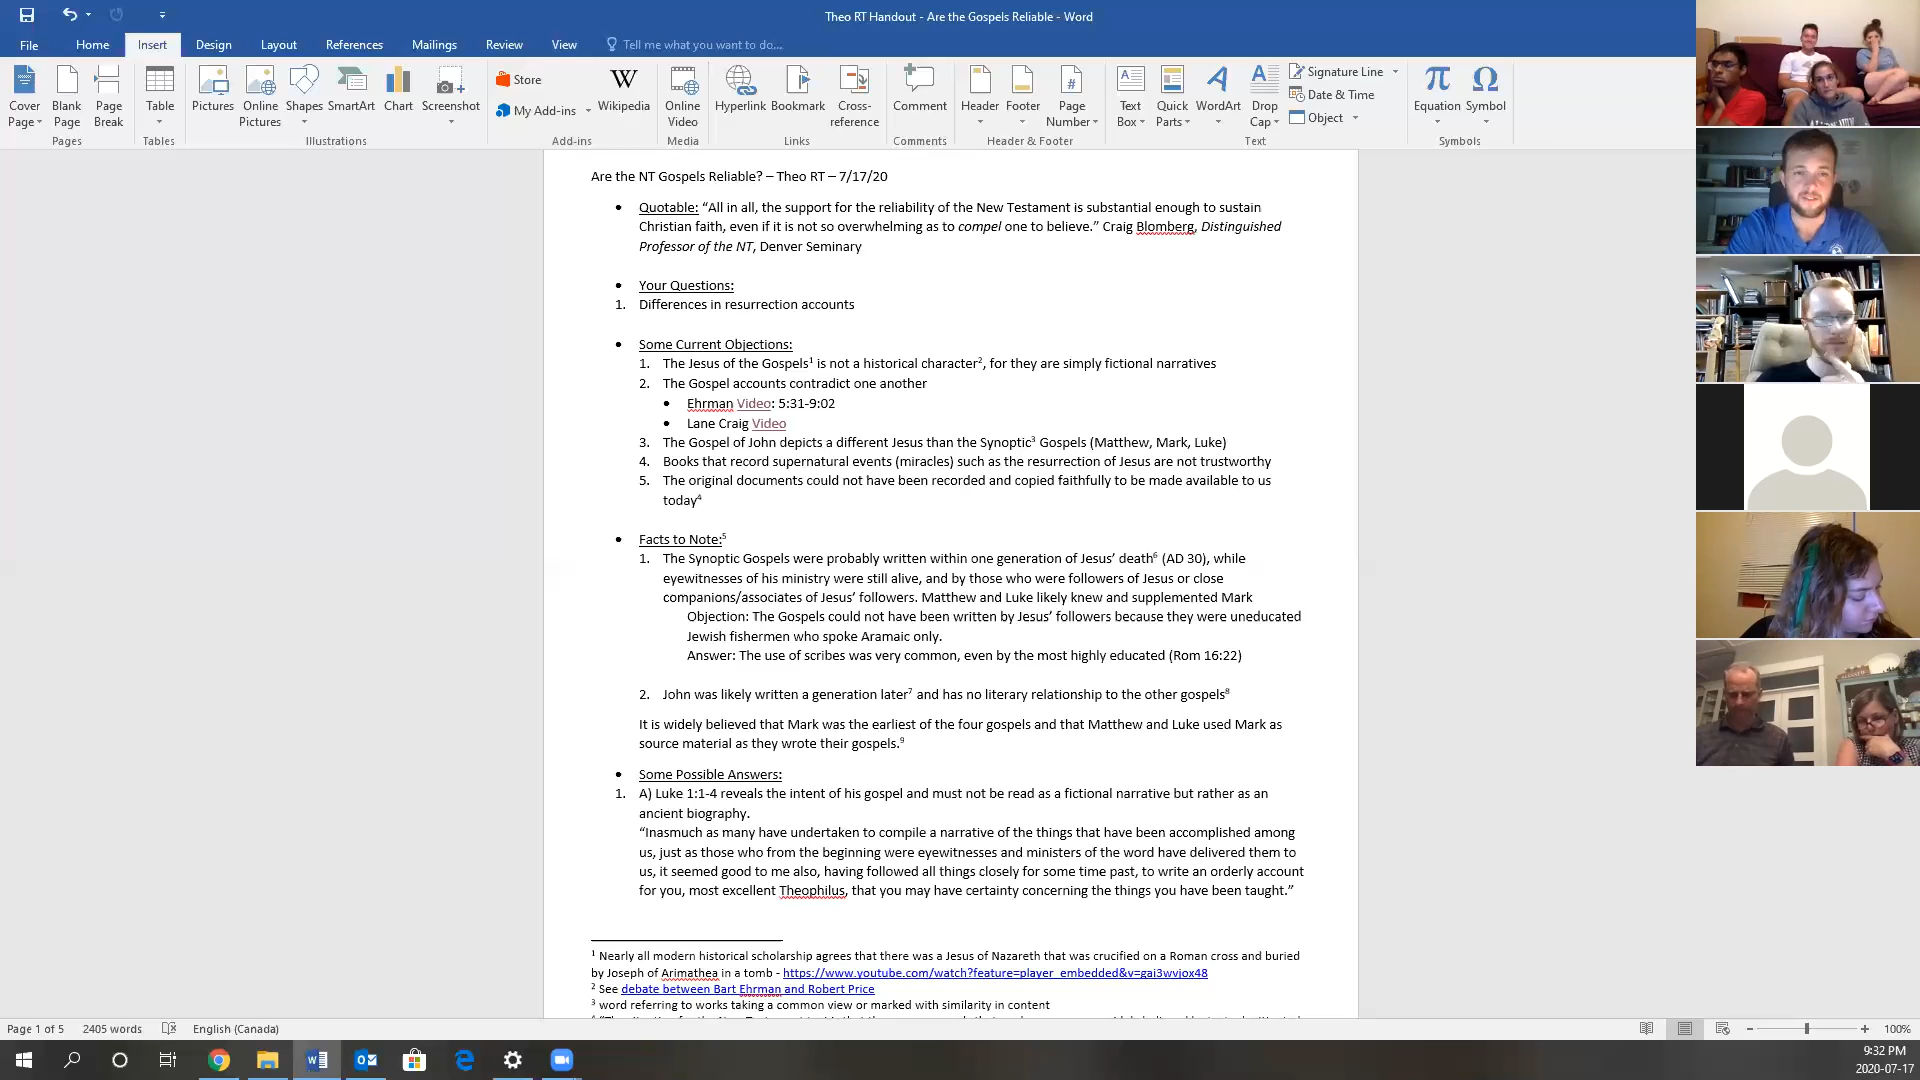 Theo RT Handout - Are the Gospels Reliable - Word
File Home Insert Design Layout References Mailings Review View Tell me what you want to do...
Cover Page
Blank Page
Page Break
Table
Pictures
Online Pictures
Shapes
SmartArt
Chart
Screenshot
Store
My Add-ins
Wikipedia
Online Video
Hyperlink
Bookmark
Cross-reference
Comment
Header
Footer
Page Number
Text Box
Quick Parts
WordArt
Drop Cap
Signature Line
Date & Time
Object
Equation
Symbol
Pages Tables Illustrations Add-ins Media Links Comments Header & Footer Text Symbols
Are the NT Gospels Reliable? – Theo RT – 7/17/20
• Quotable: “All in all, the support for the reliability of the New Testament is substantial enough to sustain
Christian faith, even if it is not so overwhelming as to compel one to believe.” Craig Blomberg, Distinguished
Professor of the NT, Denver Seminary
• Your Questions:
1. Differences in resurrection accounts
• Some Current Objections:
1. The Jesus of the Gospels¹ is not a historical character², for they are simply fictional narratives
2. The Gospel accounts contradict one another
• Ehrman Video: 5:31-9:02
• Lane Craig Video
3. The Gospel of John depicts a different Jesus than the Synoptic³ Gospels (Matthew, Mark, Luke)
4. Books that record supernatural events (miracles) such as the resurrection of Jesus are not trustworthy
5. The original documents could not have been recorded and copied faithfully to be made available to us
today⁴
• Facts to Note:⁵
1. The Synoptic Gospels were probably written within one generation of Jesus’ death⁶ (AD 30), while
eyewitnesses of his ministry were still alive, and by those who were followers of Jesus or close
companions/associates of Jesus’ followers. Matthew and Luke likely knew and supplemented Mark
Objection: The Gospels could not have been written by Jesus’ followers because they were uneducated
Jewish fishermen who spoke Aramaic only.
Answer: The use of scribes was very common, even by the most highly educated (Rom 16:22)
2. John was likely written a generation later⁷ and has no literary relationship to the other gospels⁸
It is widely believed that Mark was the earliest of the four gospels and that Matthew and Luke used Mark as
source material as they wrote their gospels.⁹
• Some Possible Answers:
1. A) Luke 1:1-4 reveals the intent of his gospel and must not be read as a fictional narrative but rather as an
ancient biography.
“Inasmuch as many have undertaken to compile a narrative of the things that have been accomplished among
us, just as those who from the beginning were eyewitnesses and ministers of the word have delivered them to
us, it seemed good to me also, having followed all things closely for some time past, to write an orderly account
for you, most excellent Theophilus, that you may have certainty concerning the things you have been taught.”
¹ Nearly all modern historical scholarship agrees that there was a Jesus of Nazareth that was crucified on a Roman cross and buried
by Joseph of Arimathea in a tomb - https://www.youtube.com/watch?feature=player_embedded&v=gai3wvjox48
² See debate between Bart Ehrman and Robert Price
³ word referring to works taking a common view or marked with similarity in content
Page 1 of 5 2405 words English (Canada) 100%
9:32 PM
2020-07-17